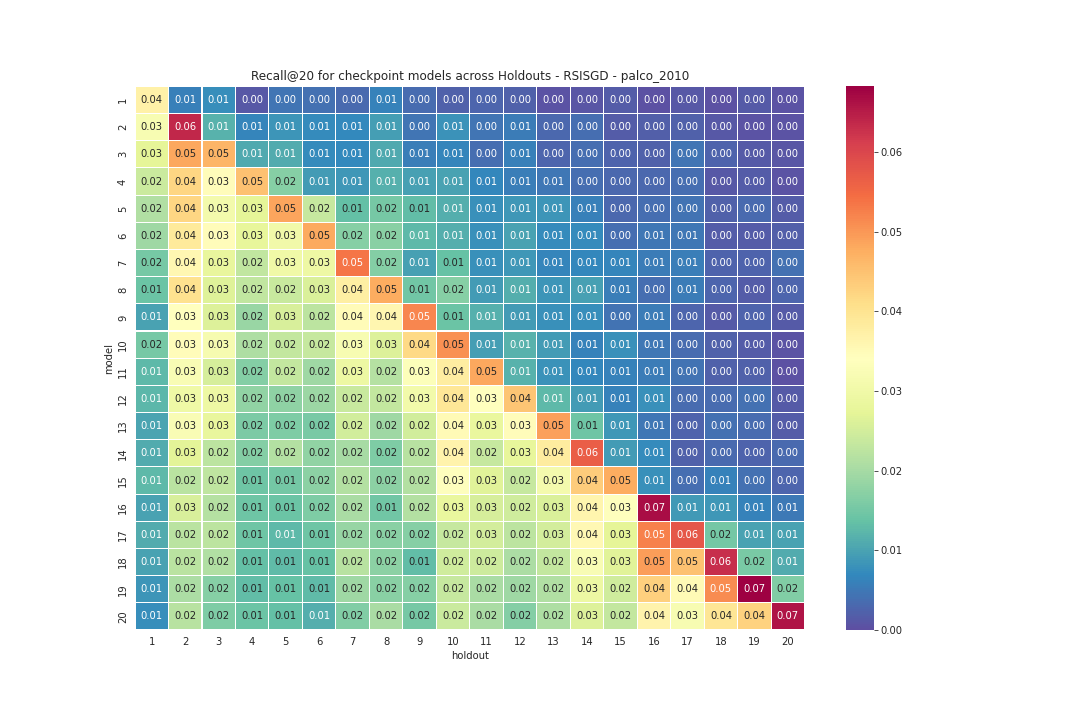 Recall@20 for checkpoint models across Holdouts - RSISGD - palco_2010
1 0.04 0.01 0.01 0.00 0.00 0.00 0.00 0.01 0.00 0.00 0.00 0.00 0.00 0.00 0.00 0.00 0.00 0.00 0.00 0.00
2 0.03 0.06 0.01 0.01 0.01 0.01 0.01 0.01 0.00 0.01 0.00 0.01 0.00 0.00 0.00 0.00 0.00 0.00 0.00 0.00
3 0.03 0.05 0.05 0.01 0.01 0.01 0.01 0.01 0.01 0.01 0.00 0.01 0.00 0.00 0.00 0.00 0.00 0.00 0.00 0.00
4 0.02 0.04 0.03 0.05 0.02 0.01 0.01 0.01 0.01 0.01 0.01 0.01 0.01 0.00 0.00 0.00 0.00 0.00 0.00 0.00
5 0.02 0.04 0.03 0.03 0.05 0.02 0.01 0.02 0.01 0.01 0.01 0.01 0.01 0.01 0.00 0.00 0.00 0.00 0.00 0.00
6 0.02 0.04 0.03 0.03 0.03 0.05 0.02 0.02 0.01 0.01 0.01 0.01 0.01 0.01 0.00 0.01 0.01 0.00 0.00 0.00
7 0.02 0.04 0.03 0.02 0.03 0.03 0.05 0.02 0.01 0.01 0.01 0.01 0.01 0.01 0.01 0.01 0.01 0.00 0.00 0.00
8 0.01 0.04 0.03 0.02 0.02 0.03 0.04 0.05 0.01 0.02 0.01 0.01 0.01 0.01 0.01 0.00 0.01 0.00 0.00 0.00
9 0.01 0.03 0.03 0.02 0.03 0.02 0.04 0.04 0.05 0.01 0.01 0.01 0.01 0.01 0.01 0.01 0.00 0.00 0.00 0.00
10 0.02 0.03 0.03 0.02 0.02 0.02 0.03 0.03 0.04 0.05 0.01 0.01 0.01 0.01 0.01 0.01 0.00 0.00 0.00 0.00
11 0.01 0.03 0.03 0.02 0.02 0.02 0.03 0.02 0.03 0.04 0.05 0.01 0.01 0.01 0.01 0.01 0.00 0.00 0.00 0.00
12 0.01 0.03 0.03 0.02 0.02 0.02 0.02 0.02 0.03 0.04 0.03 0.04 0.01 0.01 0.01 0.01 0.00 0.00 0.00 0.00
13 0.01 0.03 0.03 0.02 0.02 0.02 0.02 0.02 0.02 0.04 0.03 0.03 0.05 0.01 0.01 0.01 0.00 0.00 0.00 0.00
14 0.01 0.03 0.02 0.02 0.02 0.02 0.02 0.02 0.02 0.04 0.02 0.03 0.04 0.06 0.01 0.01 0.00 0.00 0.00 0.00
15 0.01 0.02 0.02 0.01 0.01 0.02 0.02 0.02 0.02 0.03 0.03 0.02 0.03 0.04 0.05 0.01 0.00 0.01 0.00 0.00
16 0.01 0.03 0.02 0.01 0.01 0.02 0.02 0.01 0.02 0.03 0.03 0.02 0.03 0.04 0.03 0.07 0.01 0.01 0.01 0.01
17 0.01 0.02 0.02 0.01 0.01 0.01 0.02 0.02 0.02 0.03 0.03 0.02 0.03 0.04 0.03 0.05 0.06 0.02 0.01 0.01
18 0.01 0.02 0.02 0.01 0.01 0.01 0.02 0.02 0.01 0.02 0.02 0.02 0.02 0.03 0.03 0.05 0.05 0.06 0.02 0.01
19 0.01 0.02 0.02 0.01 0.01 0.01 0.02 0.02 0.02 0.02 0.02 0.02 0.02 0.03 0.02 0.04 0.04 0.05 0.07 0.02
20 0.01 0.02 0.02 0.01 0.01 0.01 0.02 0.02 0.02 0.02 0.02 0.02 0.02 0.03 0.02 0.04 0.03 0.04 0.04 0.07
1 2 3 4 5 6 7 8 9 10 11 12 13 14 15 16 17 18 19 20
holdout
model
0.06
0.05
0.04
0.03
0.02
0.01
0.00